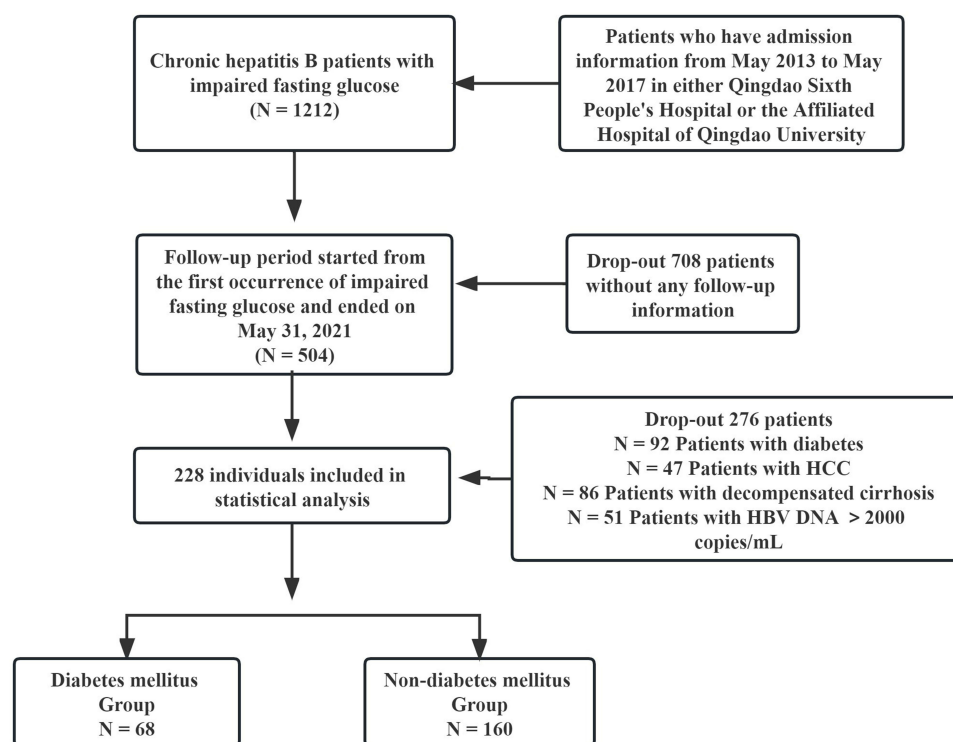 Chronic hepatitis B patients with
impaired fasting glucose
(N = 1212)
Patients who have admission
information from May 2013 to May
2017 in either Qingdao Sixth
People's Hospital or the Affiliated
Hospital of Qingdao University
Follow-up period started from
the first occurrence of impaired
fasting glucose and ended on
May 31, 2021
(N = 504)
Drop-out 708 patients
without any follow-up
information
228 individuals included in
statistical analysis
Drop-out 276 patients
N = 92 Patients with diabetes
N = 47 Patients with HCC
N = 86 Patients with decompensated cirrhosis
N = 51 Patients with HBV DNA > 2000
copies/mL
Diabetes mellitus
Group
N = 68
Non-diabetes mellitus
Group
N = 160